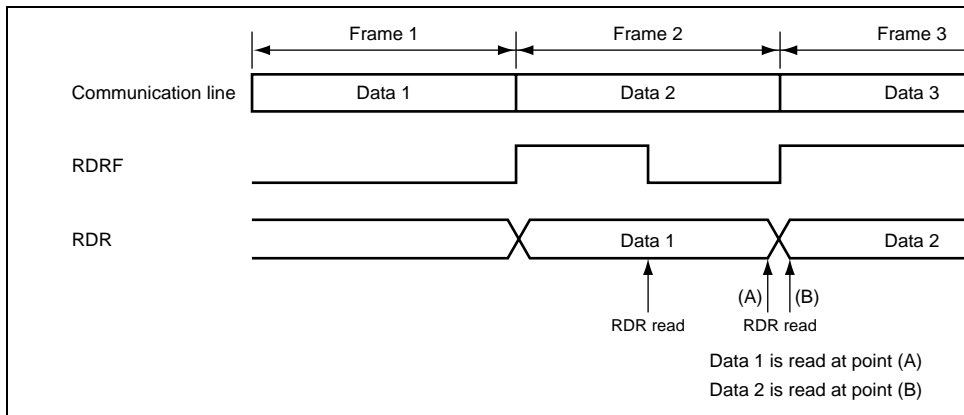 Frame 1 Frame 2 Frame 3
Communication line Data 1 Data 2 Data 3
RDRF
RDR Data 1 Data 2
(A) (B)
RDR read RDR read
Data 1 is read at point (A)
Data 2 is read at point (B)